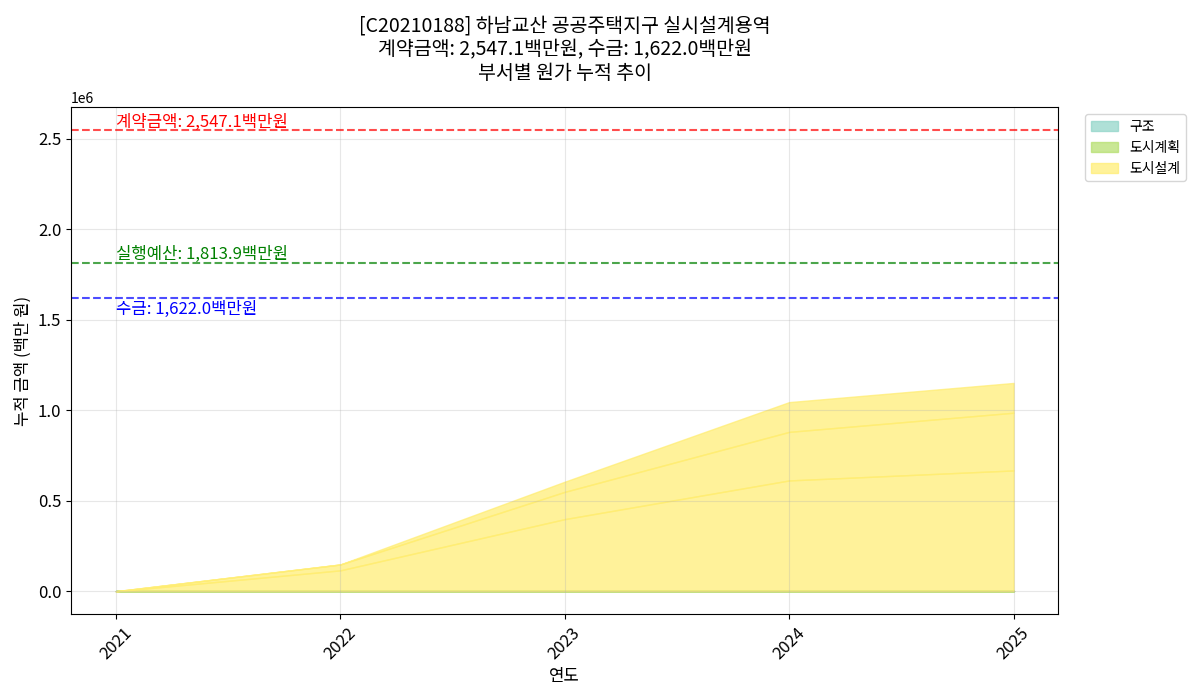 [C20210188] 하남교산 공공주택지구 실시설계용역
계약금액: 2,547.1백만원, 수금: 1,622.0백만원
부서별 원가 누적 추이
1e6
계약금액: 2,547.1백만원
실행예산: 1,813.9백만원
수금: 1,622.0백만원
2.5
2.0
1.5
1.0
0.5
0.0
누적 금액 (백만 원)
2021
2022
2023
2024
2025
연도
구조
도시계획
도시설계